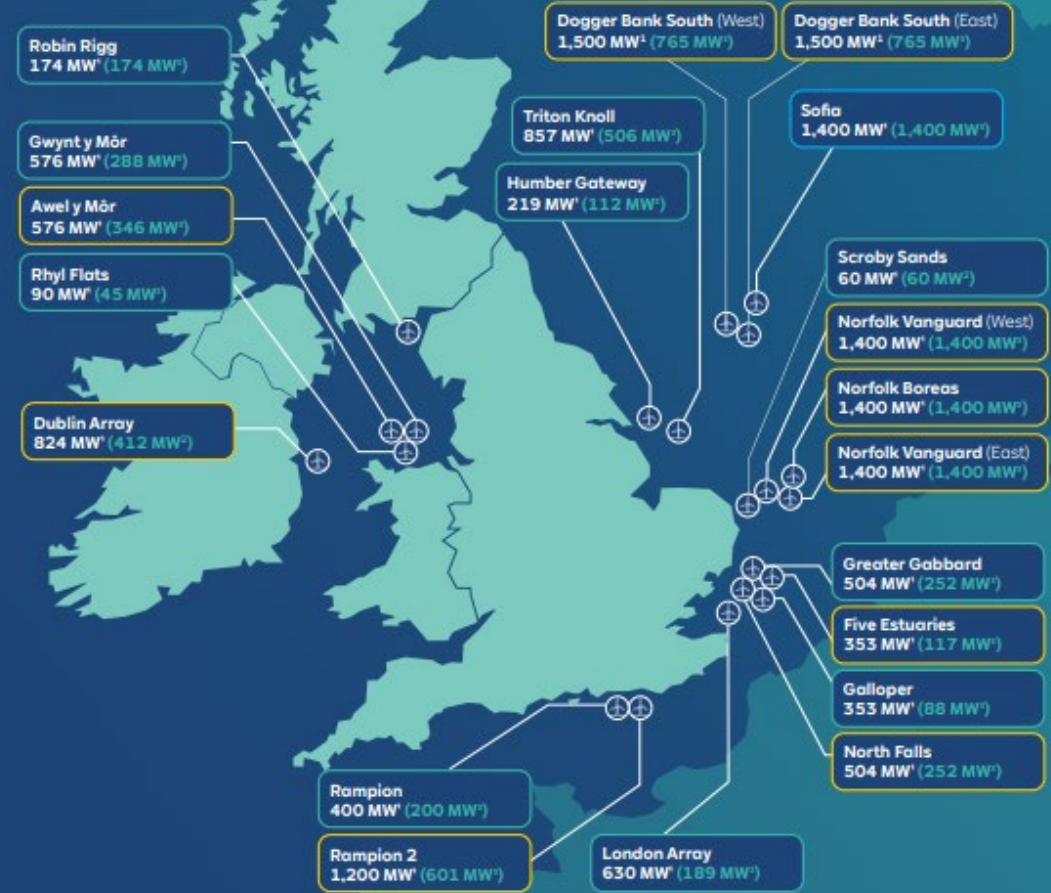 Dogger Bank South (West)
1,500 MW¹ (765 MW²)
Dogger Bank South (East)
1,500 MW¹ (765 MW²)
Robin Rigg
174 MW¹ (174 MW²)
Triton Knoll
857 MW¹ (506 MW²)
Sofia
1,400 MW¹ (1,400 MW²)
Gwynt y Môr
576 MW¹ (288 MW²)
Humber Gateway
219 MW¹ (112 MW²)
Awel y Môr
576 MW¹ (346 MW²)
Rhyl Flats
90 MW¹ (45 MW²)
Scroby Sands
60 MW¹ (60 MW²)
Norfolk Vanguard (West)
1,400 MW¹ (1,400 MW²)
Norfolk Boreas
1,400 MW¹ (1,400 MW²)
Dublin Array
824 MW¹ (412 MW²)
Norfolk Vanguard (East)
1,400 MW¹ (1,400 MW²)
Greater Gabbard
504 MW¹ (252 MW²)
Five Estuaries
353 MW¹ (117 MW²)
Galloper
353 MW¹ (88 MW²)
North Falls
504 MW¹ (252 MW²)
Rampion
400 MW¹ (200 MW²)
Rampion 2
1,200 MW¹ (601 MW²)
London Array
630 MW¹ (189 MW²)